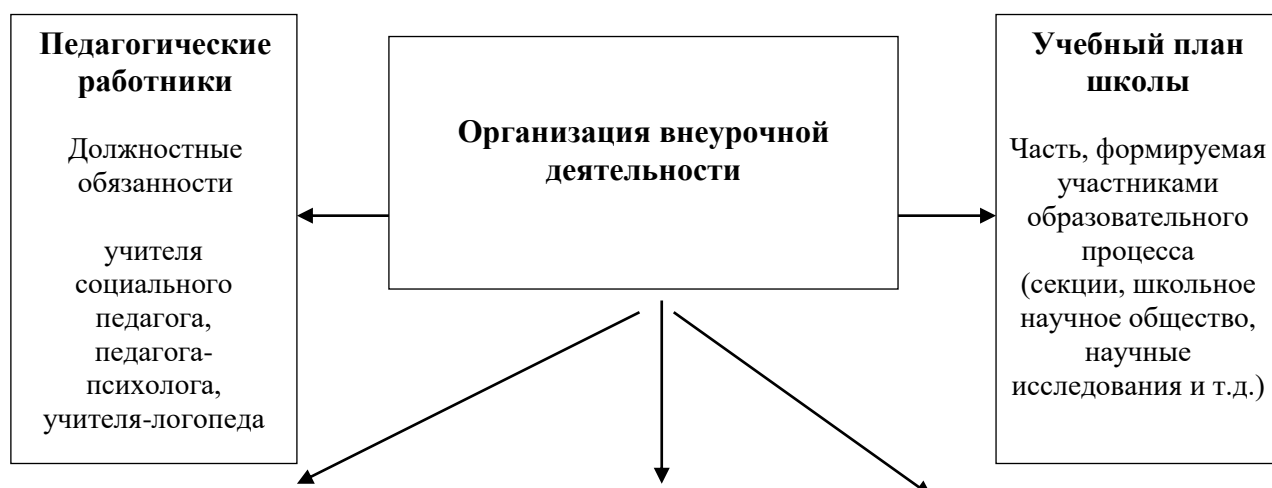 Педагогические
работники
Должностные
обязанности
учителя
социального
педагога,
педагога-
психолога,
учителя-логопеда
Организация внеурочной
деятельности
Учебный план
школы
Часть, формируемая
участниками
образовательного
процесса
(секции, школьное
научное общество,
научные
исследования и т.д.)